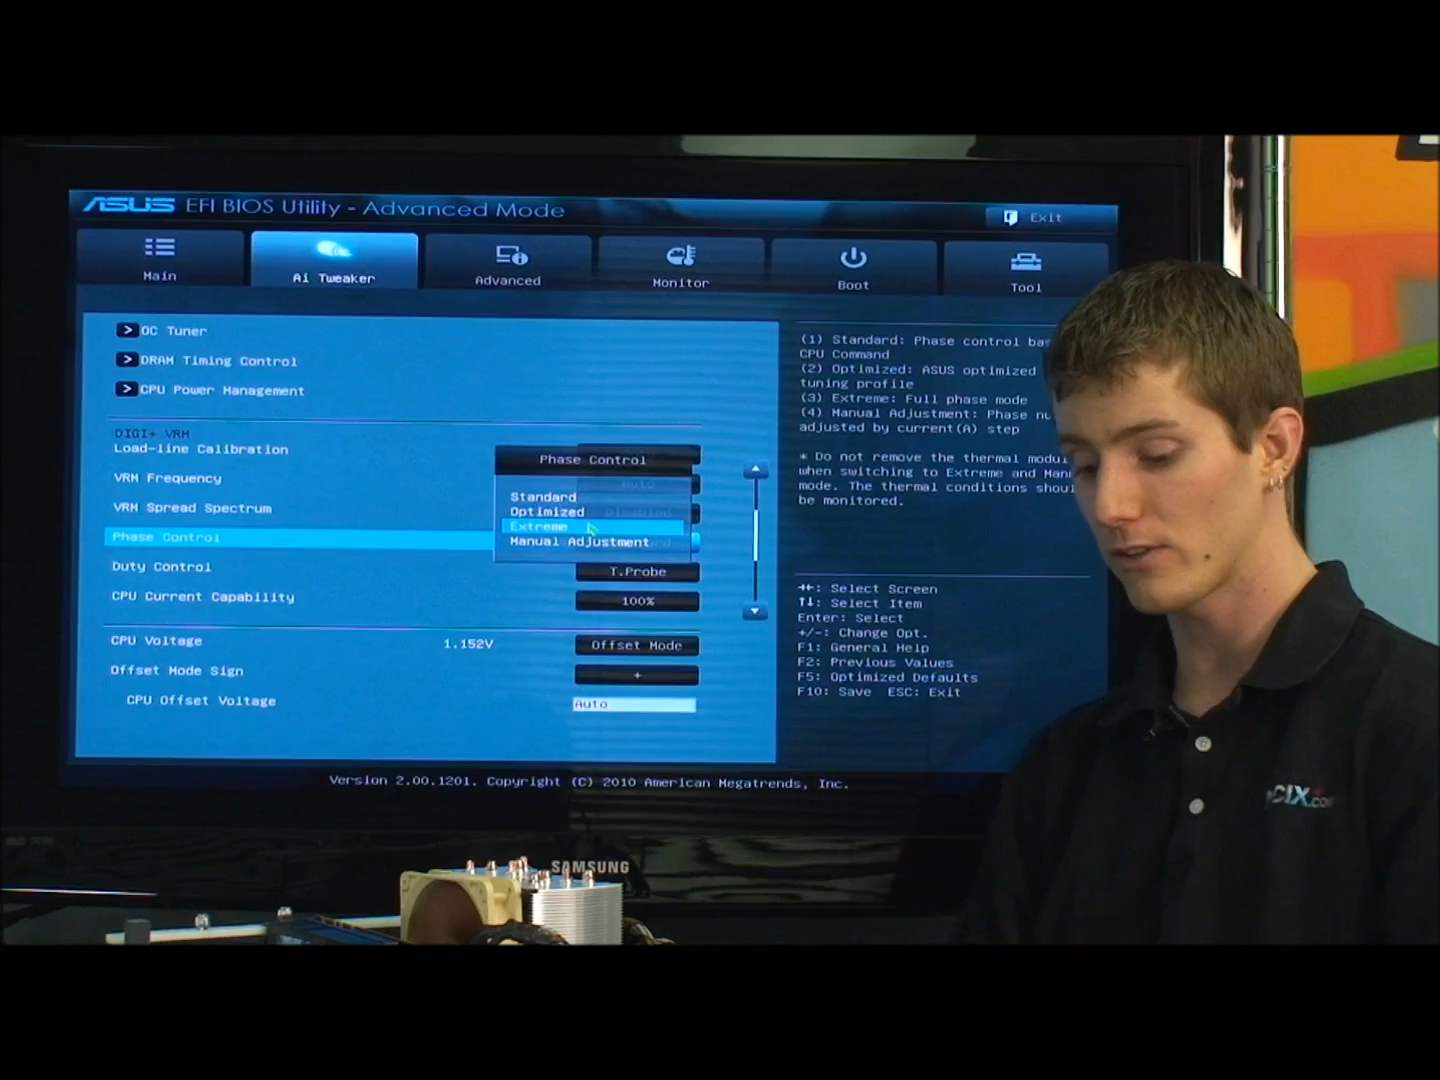 ASUS EFI BIOS Utility - Advanced Mode
Exit
Main
Ai Tweaker
Advanced
Monitor
Boot
Tool
> OC Tuner
> DRAM Timing Control
> CPU Power Management
DIGI+ VRM
Load-line Calibration
VRM Frequency
Auto
VRM Spread Spectrum
Disabled
Phase Control
Phase Control
Standard
Optimized
Extreme
Manual Adjustment
Duty Control
T.Probe
CPU Current Capability
100%
CPU Voltage
1.152V
Offset Mode
Offset Mode Sign
+
CPU Offset Voltage
Auto
(1) Standard: Phase control
CPU Command
(2) Optimized: ASUS optimized
tuning profile
(3) Extreme: Full phase mode
(4) Manual Adjustment: Phase
adjusted by current(A) step
* Do not remove the thermal
when switching to Extreme and
mode. The thermal conditions
be monitored.
→←: Select Screen
↑↓: Select Item
Enter: Select
+/-: Change Opt.
F1: General Help
F2: Previous Values
F5: Optimized Defaults
F10: Save ESC: Exit
Version 2.00.1201. Copyright (C) 2010 American Megatrends, Inc.
SAMSUNG